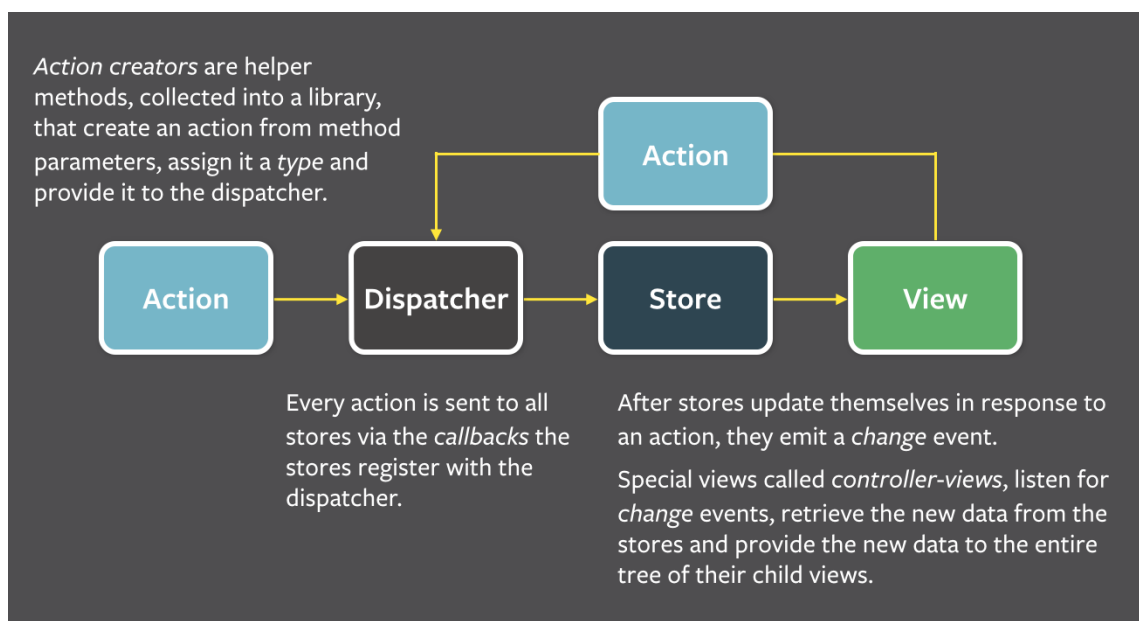 Action creators are helper
methods, collected into a library,
that create an action from method
parameters, assign it a type and
provide it to the dispatcher.
Action
Action
Dispatcher
Store
View
Every action is sent to all
stores via the callbacks the
stores register with the
dispatcher.
After stores update themselves in response to
an action, they emit a change event.
Special views called controller-views, listen for
change events, retrieve the new data from the
stores and provide the new data to the entire
tree of their child views.